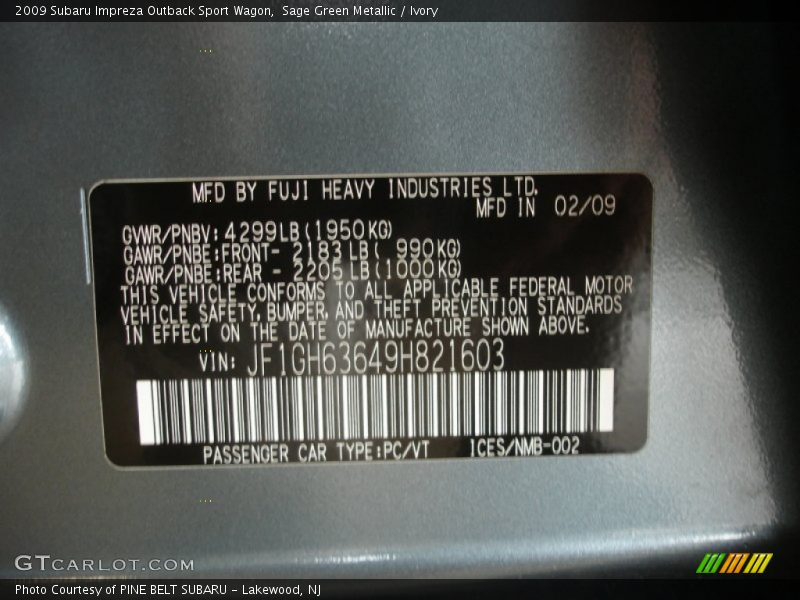 2009 Subaru Impreza Outback Sport Wagon,  Sage Green Metallic / Ivory
MFD BY FUJI HEAVY INDUSTRIES LTD.
MFD IN 02/09
GVWR/PNBV: 4299LB(1950KG)
GAWR/PNBE:FRONT- 2183 LB( 990KG)
GAWR/PNBE:REAR - 2205 LB(1000KG)
THIS VEHICLE CONFORMS TO ALL APPLICABLE FEDERAL MOTOR
VEHICLE SAFETY, BUMPER, AND THEFT PREVENTION STANDARDS
IN EFFECT ON THE DATE OF MANUFACTURE SHOWN ABOVE.
VIN: JF1GH63649H821603
PASSENGER CAR TYPE:PC/VT ICES/NMB-002
GTCARLOT.COM
Photo Courtesy of PINE BELT SUBARU - Lakewood, NJ